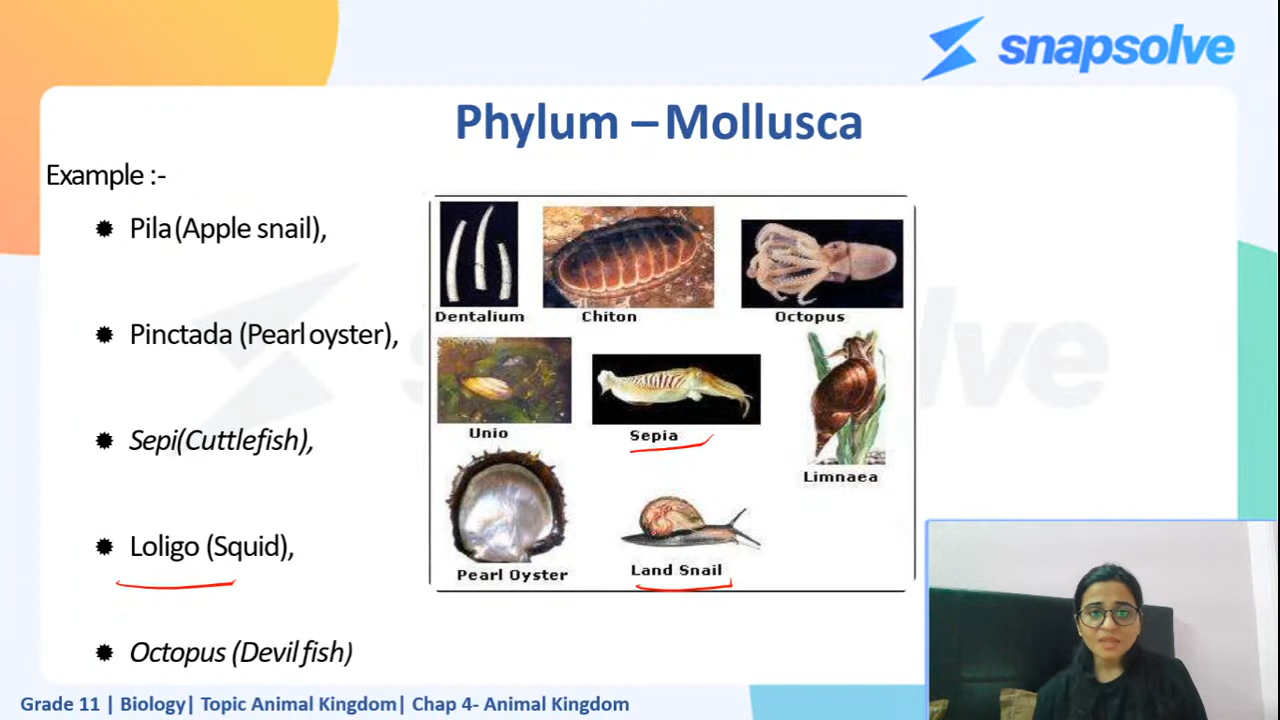 snapsolve
Phylum – Mollusca
Example :-
Pila (Apple snail),
Pinctada (Pearl oyster),
Sepi(Cuttlefish),
Loligo (Squid),
Octopus (Devil fish)
Dentalium
Chiton
Octopus
Unio
Sepia
Limnaea
Pearl Oyster
Land Snail
Grade 11 | Biology| Topic Animal Kingdom| Chap 4- Animal Kingdom